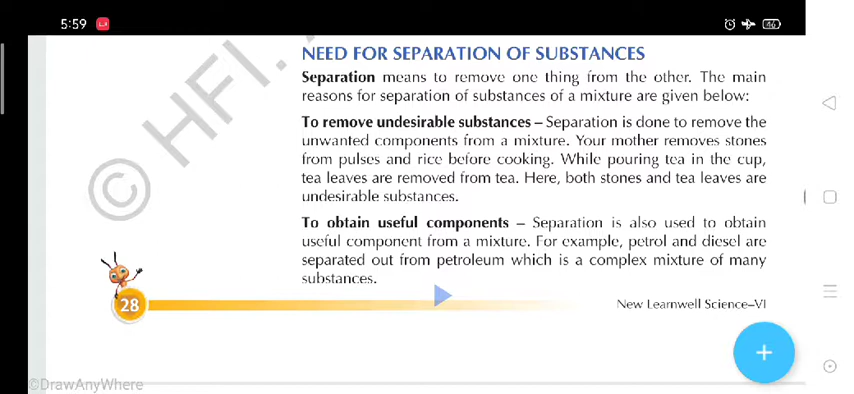 5:59
46
NEED FOR SEPARATION OF SUBSTANCES
Separation means to remove one thing from the other. The main
reasons for separation of substances of a mixture are given below:
To remove undesirable substances – Separation is done to remove the
unwanted components from a mixture. Your mother removes stones
from pulses and rice before cooking. While pouring tea in the cup,
tea leaves are removed from tea. Here, both stones and tea leaves are
undesirable substances.
To obtain useful components – Separation is also used to obtain
useful component from a mixture. For example, petrol and diesel are
separated out from petroleum which is a complex mixture of many
substances.
© HFI.
28
New Learnwell Science–VI
©DrawAnyWhere